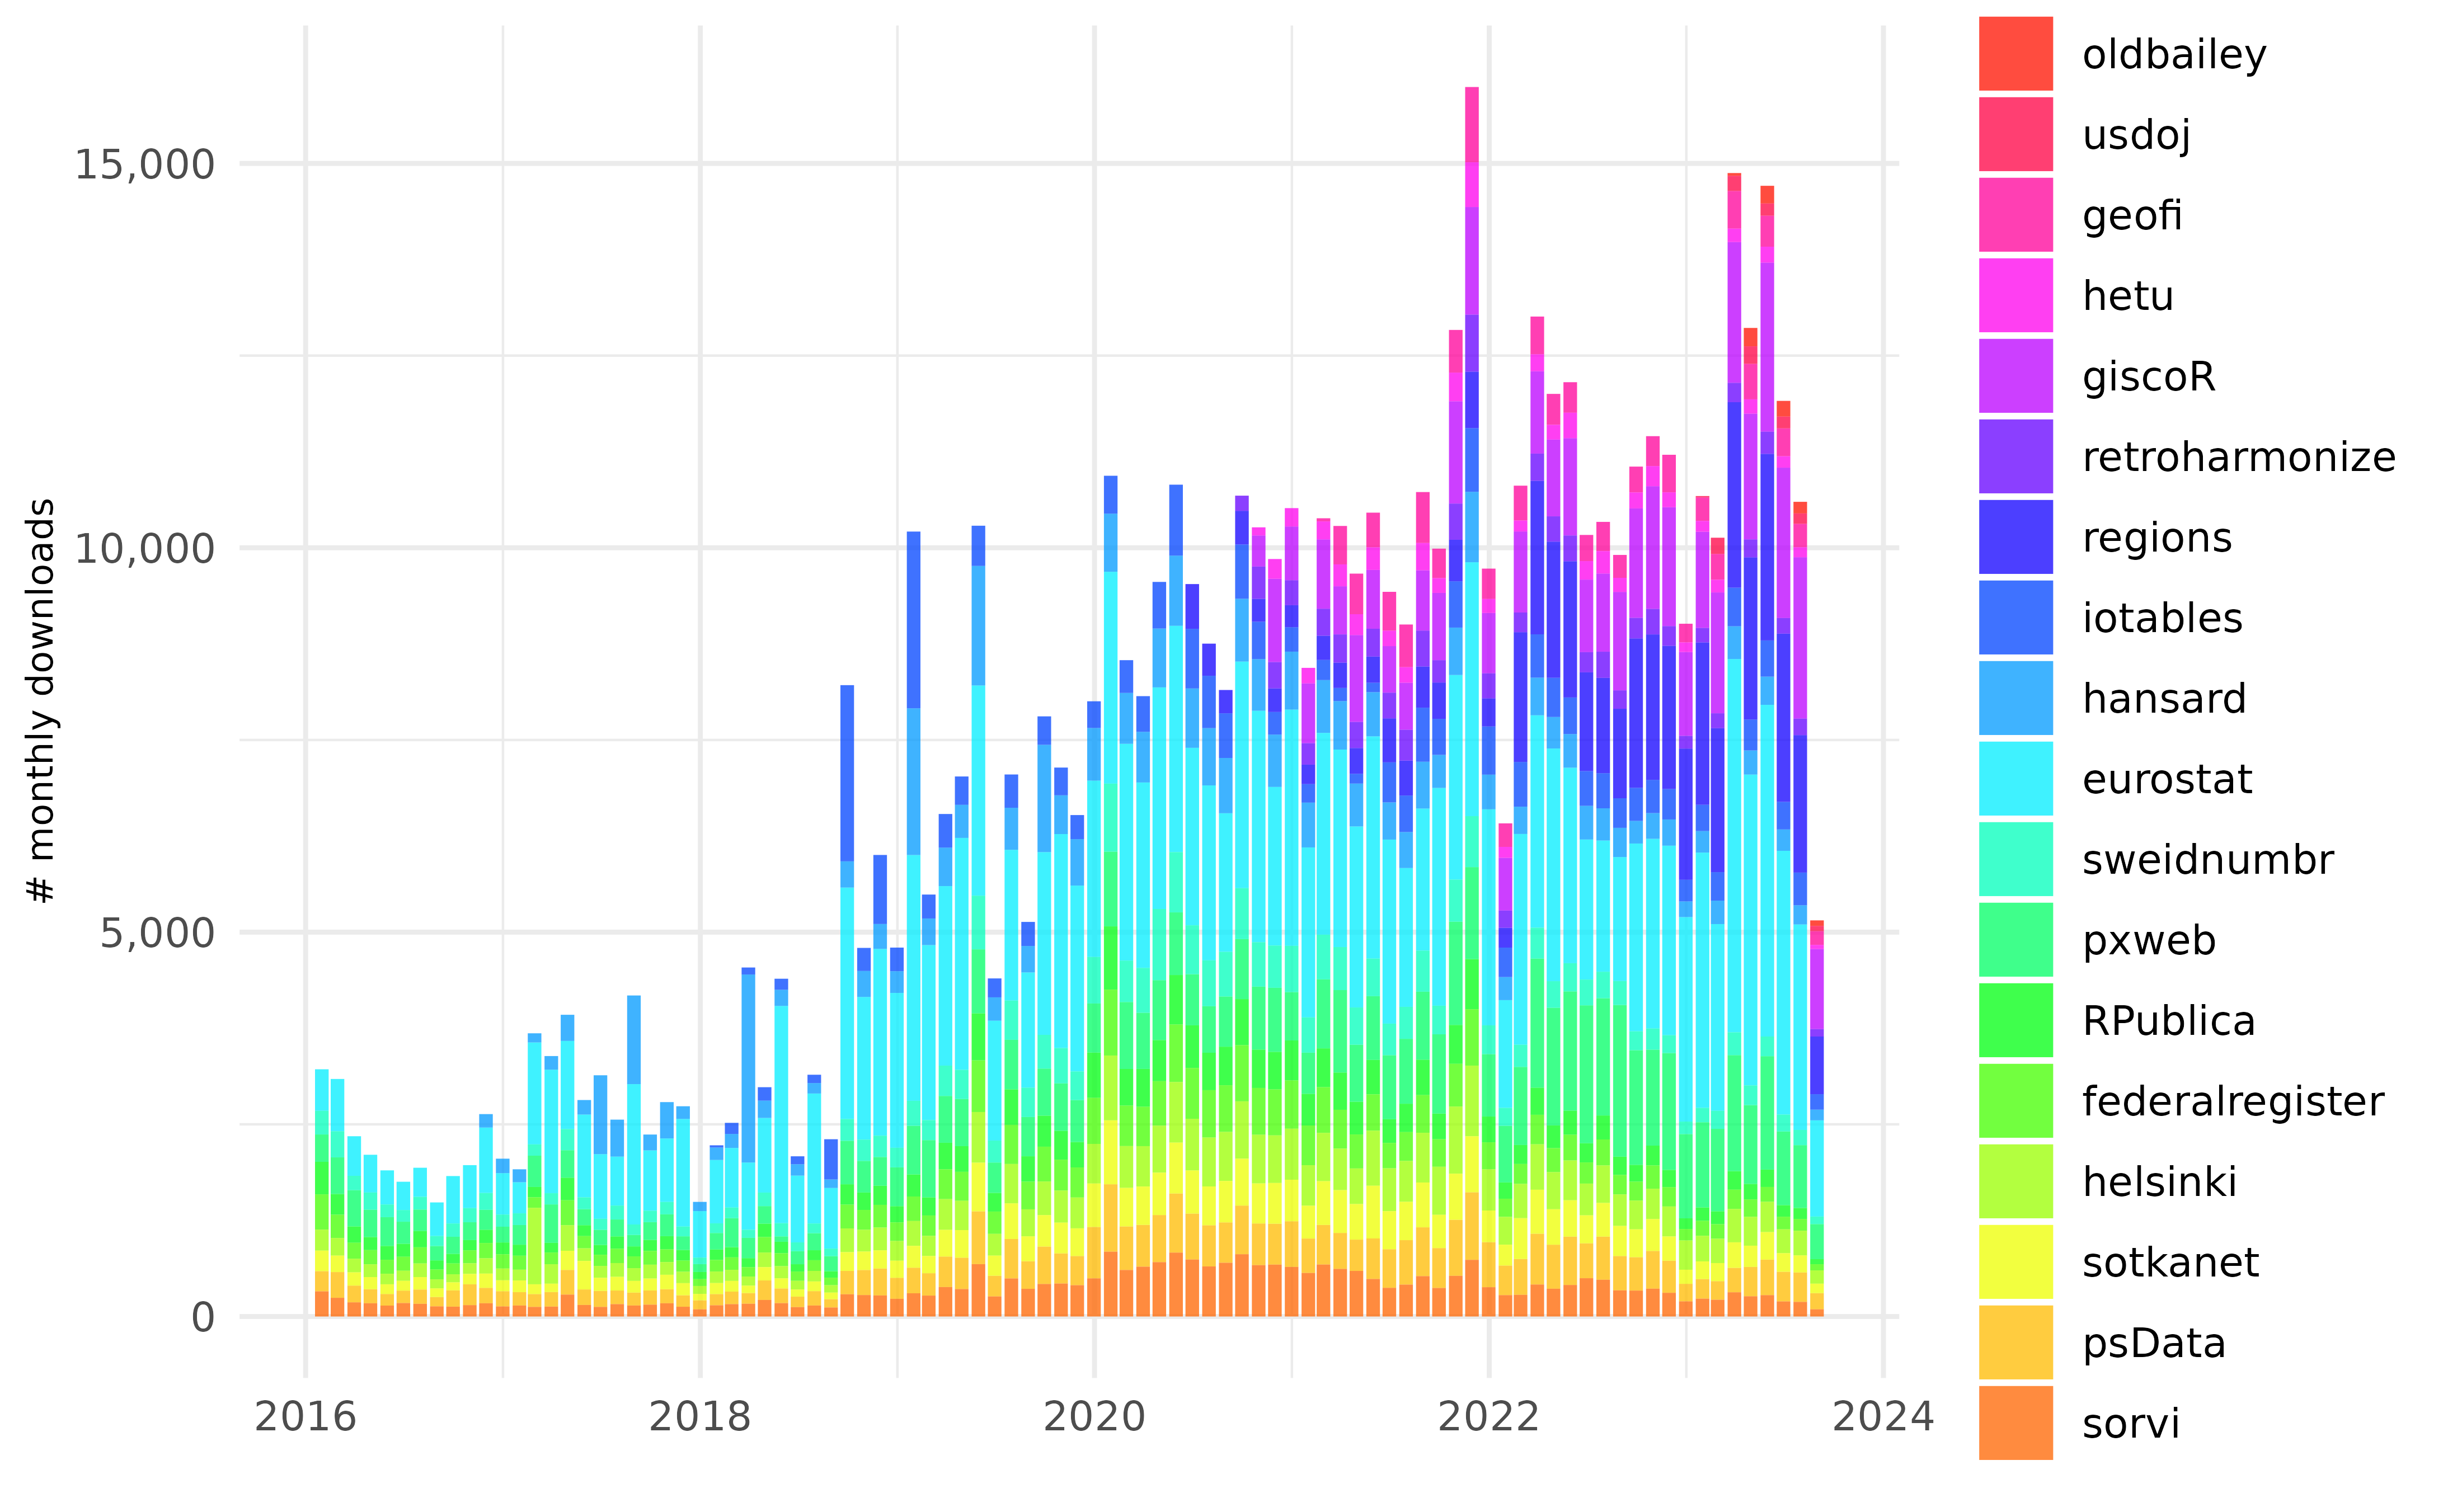 # monthly downloads
15,000
10,000
5,000
0
2016 2018 2020 2022 2024
oldbailey
usdoj
geofi
hetu
giscoR
retroharmonize
regions
iotables
hansard
eurostat
sweidnumbr
pxweb
RPublica
federalregister
helsinki
sotkanet
psData
sorvi